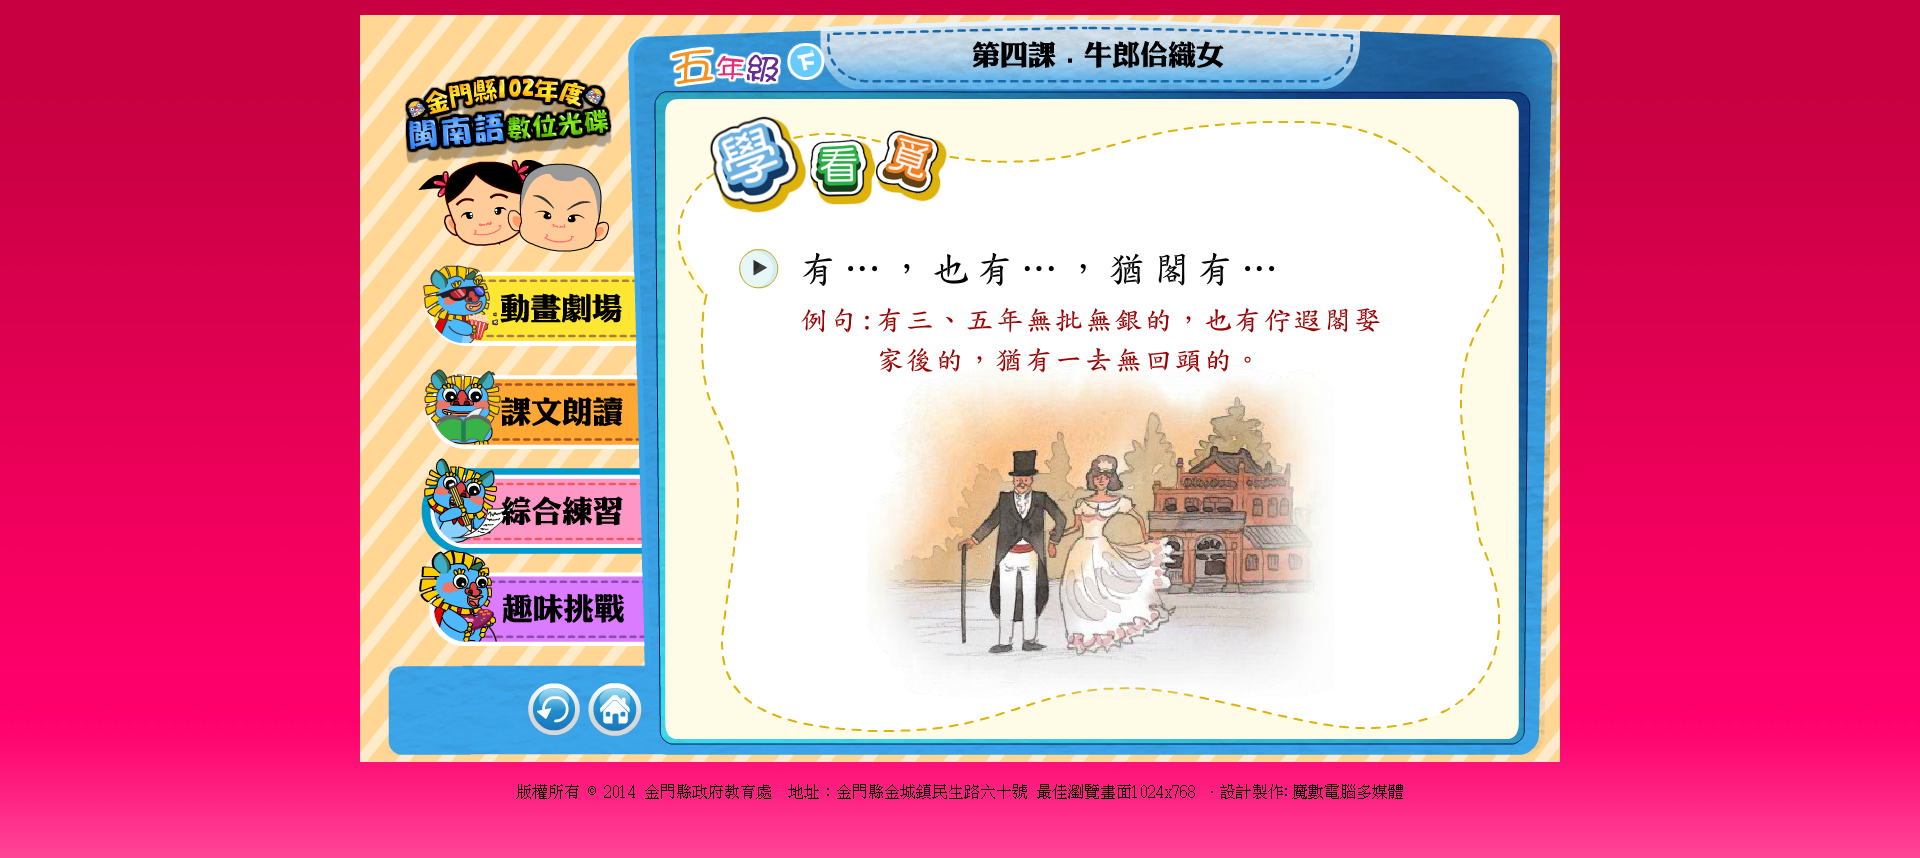 金門縣102年度
閩南語數位光碟
動畫劇場
課文朗讀
綜合練習
趣味挑戰
五年級 下
第四課．牛郎佮織女
學看覓
有…，也有…，猶閣有…
例句：有三、五年無批無銀的，也有佇遐閣娶
家後的，猶有一去無回頭的。
版權所有 © 2014 金門縣政府教育處 地址：金門縣金城鎮民生路六十號 最佳瀏覽畫面1024x768 ．設計製作:魔數電腦多媒體